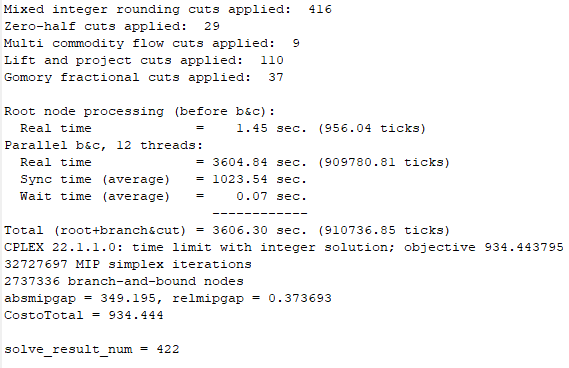 Mixed integer rounding cuts applied:  416
Zero-half cuts applied:  29
Multi commodity flow cuts applied:  9
Lift and project cuts applied:  110
Gomory fractional cuts applied:  37

Root node processing (before b&c):
  Real time             =    1.45 sec. (956.04 ticks)
Parallel b&c, 12 threads:
  Real time             = 3604.84 sec. (909780.81 ticks)
  Sync time (average)   = 1023.54 sec.
  Wait time (average)   =    0.07 sec.
                          ------------
Total (root+branch&cut) = 3606.30 sec. (910736.85 ticks)
CPLEX 22.1.1.0: time limit with integer solution; objective 934.443795
32727697 MIP simplex iterations
2737336 branch-and-bound nodes
absmipgap = 349.195, relmipgap = 0.373693
CostoTotal = 934.444

solve_result_num = 422